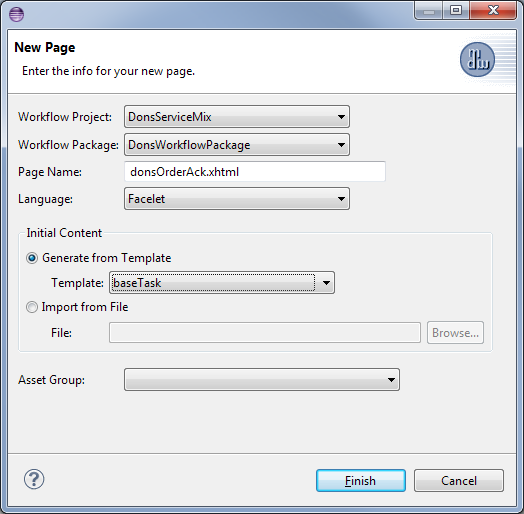 New Page
Enter the info for your new page.
Workflow Project: DonsServiceMix
Workflow Package: DonsWorkflowPackage
Page Name: donsOrderAck.xhtml
Language: Facelet
Initial Content
Generate from Template
Template: baseTask
Import from File
File: Browse...
Asset Group:
? Finish Cancel